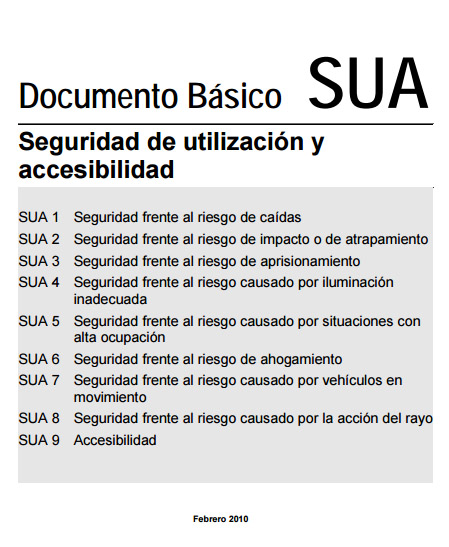 Documento Básico SUA
Seguridad de utilización y
accesibilidad
SUA 1 Seguridad frente al riesgo de caídas
SUA 2 Seguridad frente al riesgo de impacto o de atrapamiento
SUA 3 Seguridad frente al riesgo de aprisionamiento
SUA 4 Seguridad frente al riesgo causado por iluminación
inadecuada
SUA 5 Seguridad frente al riesgo causado por situaciones con
alta ocupación
SUA 6 Seguridad frente al riesgo de ahogamiento
SUA 7 Seguridad frente al riesgo causado por vehículos en
movimiento
SUA 8 Seguridad frente al riesgo causado por la acción del rayo
SUA 9 Accesibilidad
Febrero 2010